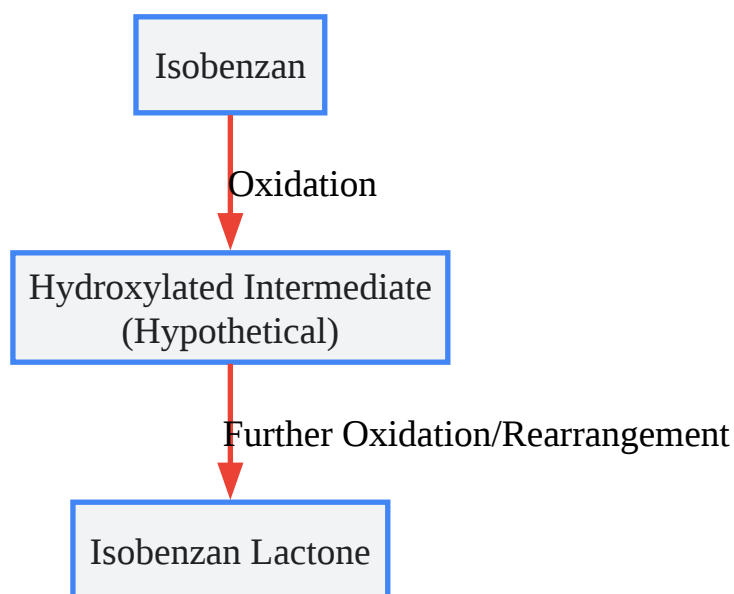 Isobenzan
Oxidation
Hydroxylated Intermediate
(Hypothetical)
Further Oxidation/Rearrangement
Isobenzan Lactone